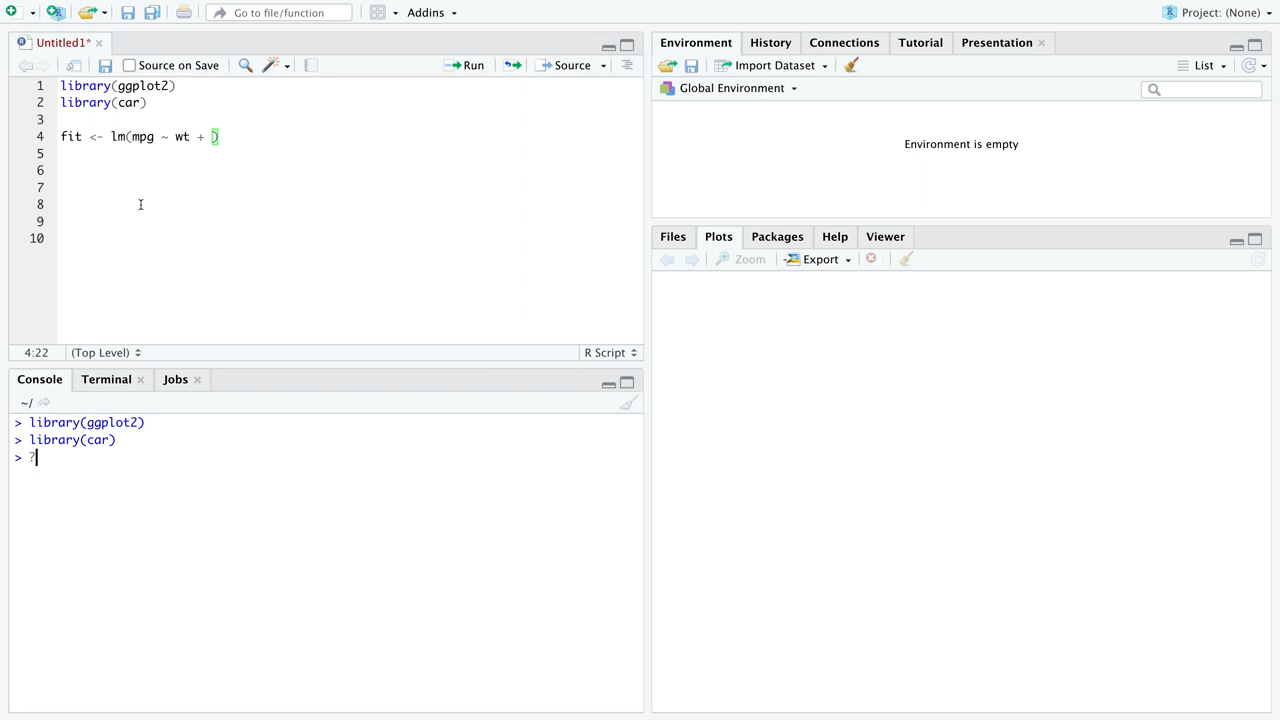 Go to file/function
Addins
Project: (None)
Untitled1*
Source on Save
Run
Source
1 library(ggplot2)
2 library(car)
3
4 fit <- lm(mpg ~ wt + )
5
6
7
8
9
10
4:22 (Top Level) R Script
Console Terminal Jobs
~/
> library(ggplot2)
> library(car)
> ?
Environment History Connections Tutorial Presentation
Import Dataset List
Global Environment
Environment is empty
Files Plots Packages Help Viewer
Zoom Export